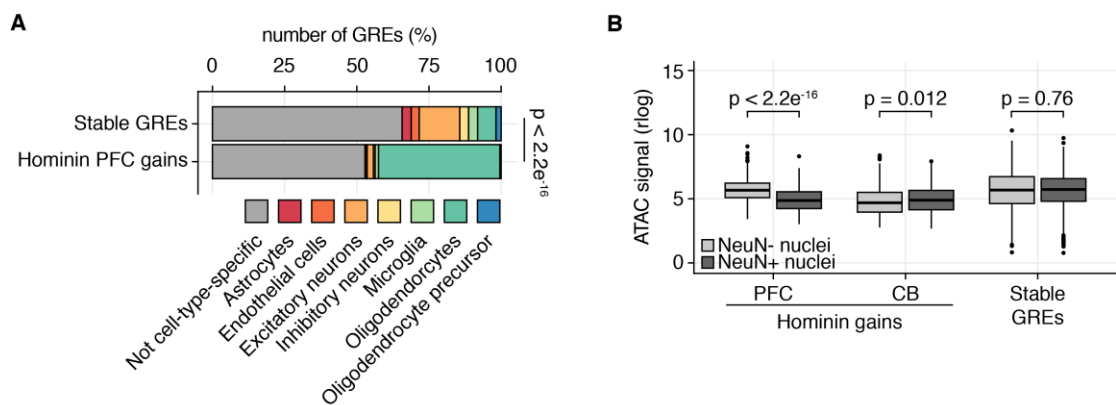 A
number of GREs (%)
0 25 50 75 100
Stable GREs
Hominin PFC gains
p < 2.2e-16
Not cell-type-specific
Astrocytes
Endothelial cells
Excitatory neurons
Inhibitory neurons
Microglia
Oligodendorcytes
Oligodendrocyte precursor
B
ATAC signal (rlog)
15
10
5
0
p < 2.2e-16
p = 0.012
p = 0.76
NeuN- nuclei
NeuN+ nuclei
PFC CB Stable
Hominin gains GREs